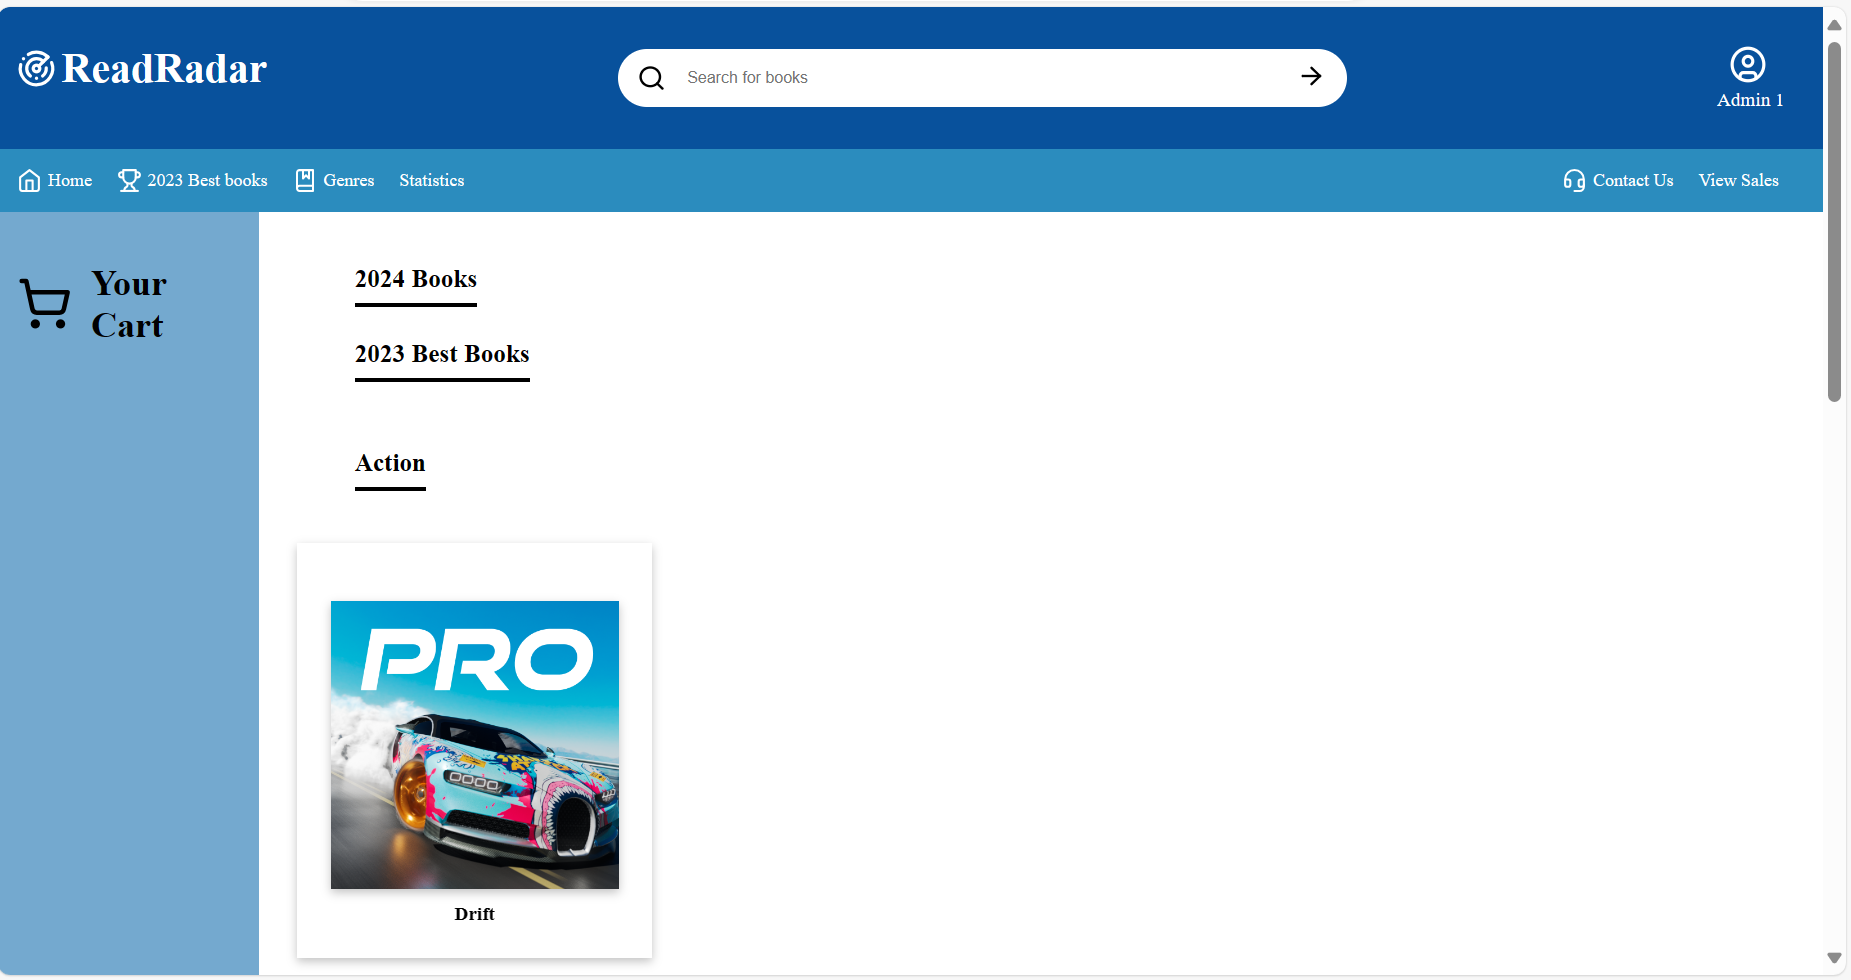 ReadRadar
Search for books
Admin 1
Home
2023 Best books
Genres
Statistics
Contact Us
View Sales
Your
Cart
2024 Books
2023 Best Books
Action
PRO
Drift